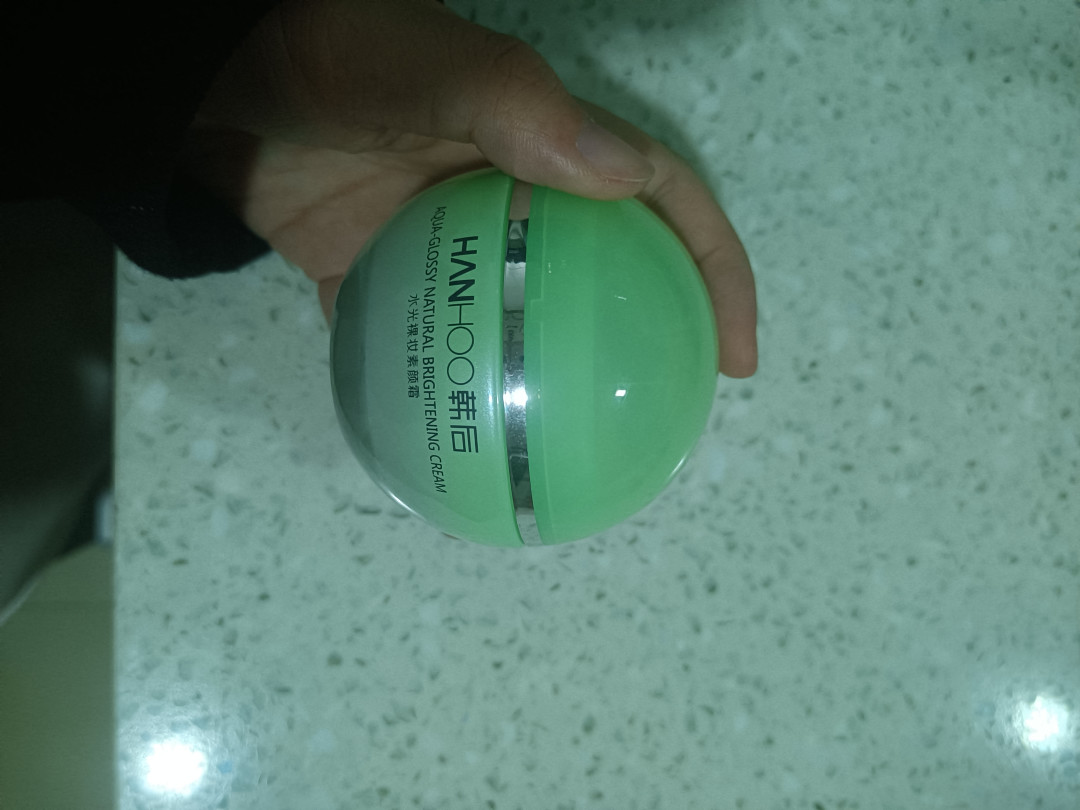 HANHOO韩后
AQUA-GLOSSY NATURAL BRIGHTENING CREAM
水光裸妆素颜霜